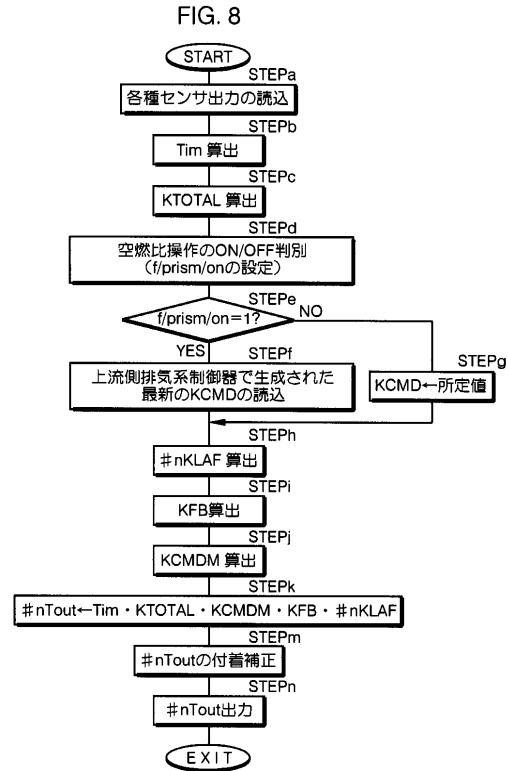 FIG. 8
START
STEPa
各種センサ出力の読込
STEPb
Tim 算出
STEPc
KTOTAL 算出
STEPd
空燃比操作のON/OFF判別
（f/prism/onの設定）
STEPe
f/prism/on＝1?
NO
YES
STEPf
上流側排気系制御器で生成された
最新のKCMDの読込
STEPg
KCMD←所定値
STEPh
＃nKLAF 算出
STEPi
KFB算出
STEPj
KCMDM 算出
STEPk
＃nTout←Tim・KTOTAL・KCMDM・KFB・＃nKLAF
STEPm
＃nToutの付着補正
STEPn
＃nTout出力
EXIT